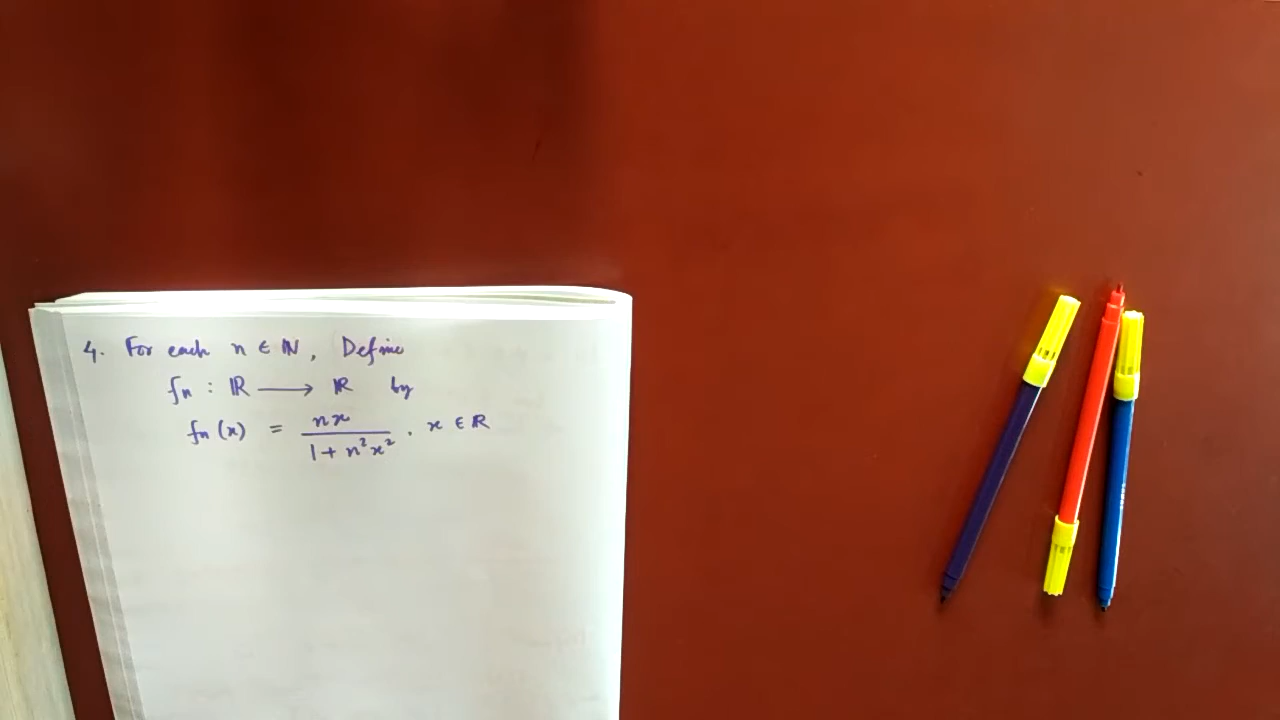 4. For each n ∈ ℕ, Define
fn : ℝ ⟶ ℝ by
fn(x) = nx / (1 + n²x²) . x ∈ ℝ